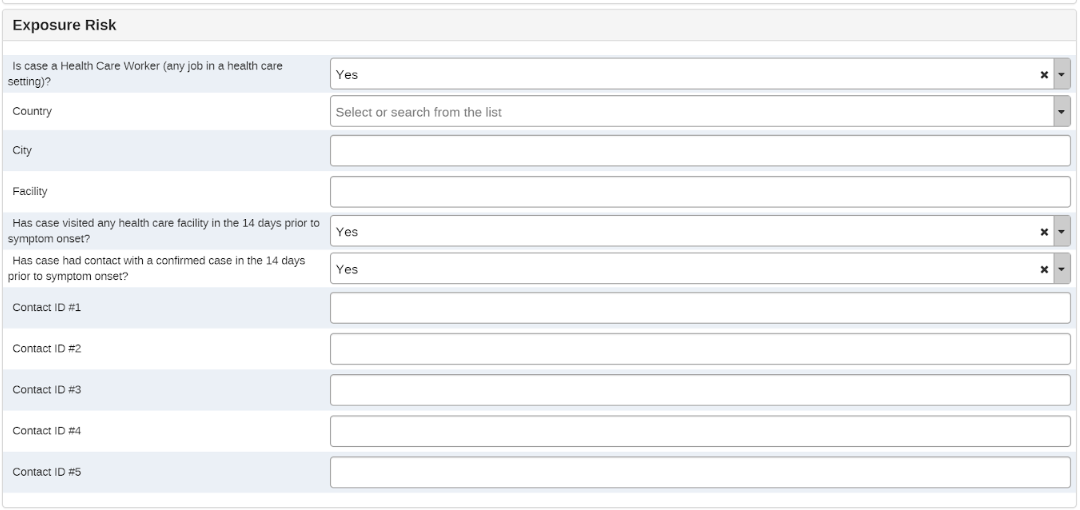 Exposure Risk
Is case a Health Care Worker (any job in a health care
setting)?
Yes
Country
Select or search from the list
City
Facility
Has case visited any health care facility in the 14 days prior to
symptom onset?
Yes
Has case had contact with a confirmed case in the 14 days
prior to symptom onset?
Yes
Contact ID #1
Contact ID #2
Contact ID #3
Contact ID #4
Contact ID #5